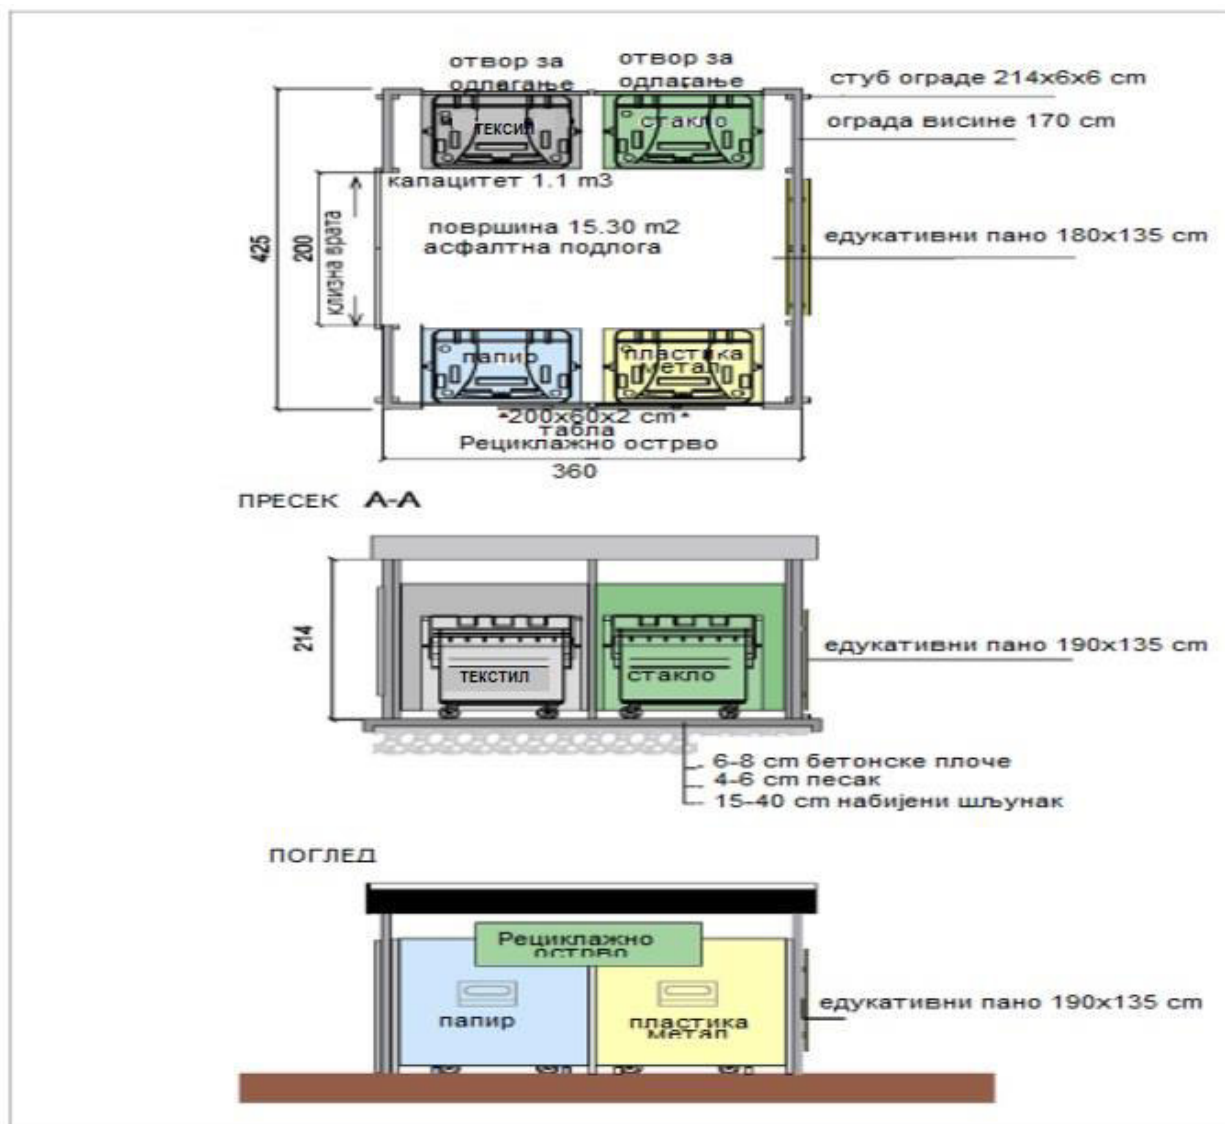 отвор за
одлагање
отвор за
одлагање
стуб ограде 214x6x6 cm
ТЕКСИЛ
стакло
ограда висине 170 cm
капацитет 1.1 m3
површина 15.30 m2
асфалтна подлога
едукативни пано 180x135 cm
425
200
клизна врата
папир
пластика
метал
200x60x2 cm
табла
Рециклажно острво
360
ПРЕСЕК А-А
214
ТЕКСТИЛ
стакло
едукативни пано 190x135 cm
6-8 cm бетонске плоче
4-6 cm песак
15-40 cm набијени шљунак
ПОГЛЕД
Рециклажно
острво
папир
пластика
метал
едукативни пано 190x135 cm